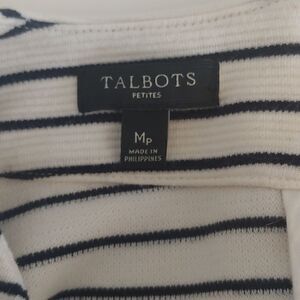 TALBOTS
PETITES
MP
MADE IN
PHILIPPINES